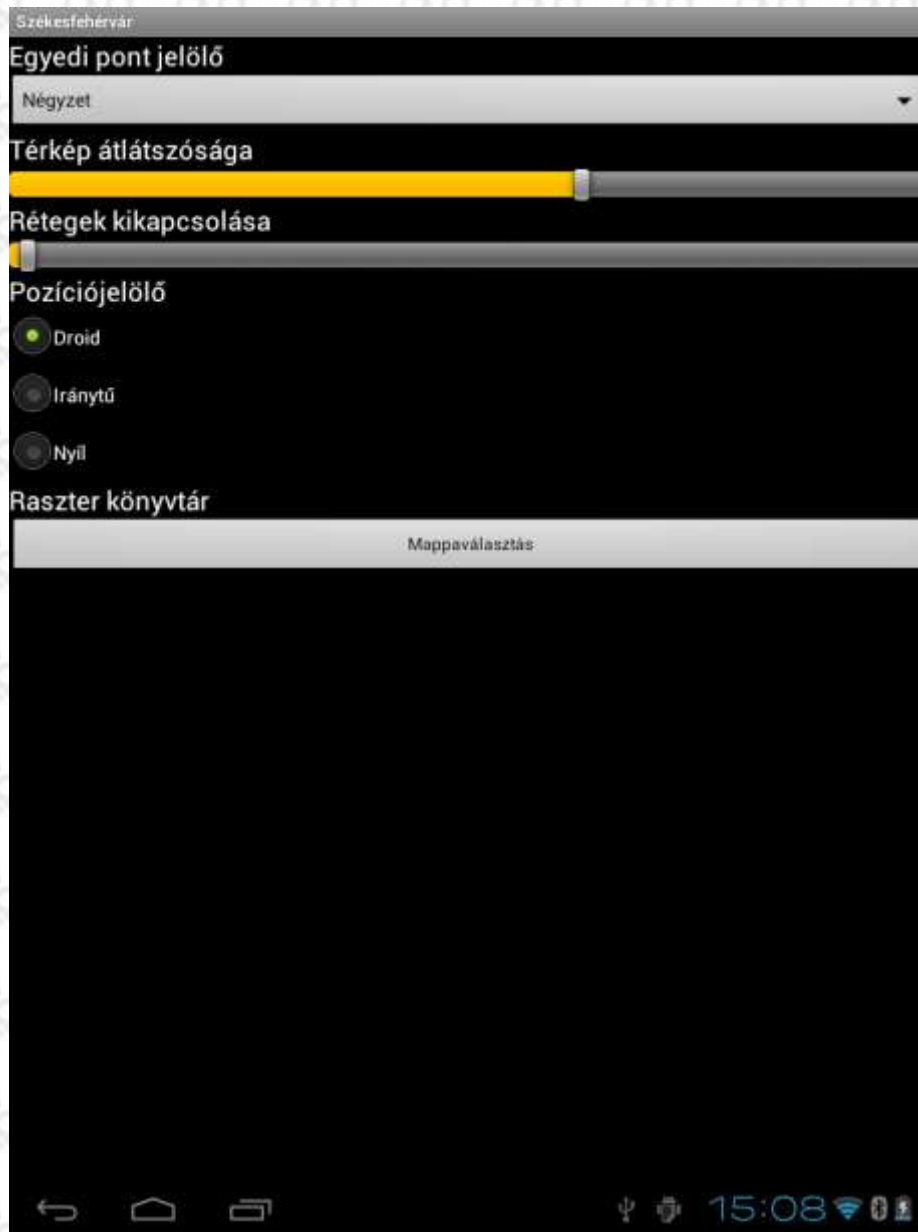 Székesfehérvár
Egyedi pont jelölő
Négyzet
Térkép átlátszósága
Rétegek kikapcsolása
Pozíciójelölő
Droid
Iránytű
Nyíl
Raszter könyvtár
Mappaválasztás
15:08